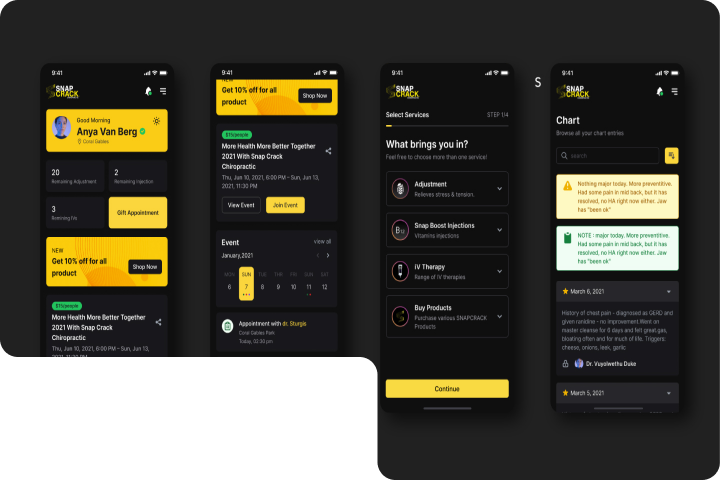 9:41
SNAP
CRACK
Good Morning
Anya Van Berg
Coral Gables
20
Remaining Adjustment
2
Remaining Injection
3
Remining IVs
Gift Appointment
NEW
Get 10% off for all
product
Shop Now
More Health More Better Together
2021 With Snap Crack
Chiropractic
Thu, Jun 10, 2021, 6:00 PM – Sun, Jun 13,
9:41
NEW
Get 10% off for all
product
Shop Now
More Health More Better Together
2021 With Snap Crack
Chiropractic
Thu, Jun 10, 2021, 6:00 PM – Sun, Jun 13,
2021, 11:30 PM
View Event
Join Event
Event
view all
January,2021
MON SUN TUE THU FRI SUN SAT
6 7 8 9 10 11 12
Appointment with dr. Sturgis
Coral Gables Park
Today, 02:30 pm
9:41
SNAP
CRACK
Select Services
STEP 1/4
What brings you in?
Feel free to choose more than one service!
Adjustment
Relieves stress & tension.
Bu
Snap Boost Injections
Vitamins injections
IV Therapy
Range of IV therapies.
Buy Products
Purchase various SNAPCRACK
Products
Continue
S
9:41
SNAP
CRACK
Chart
Browse all your chart entries
search
Nothing major today. More preventitive.
Had some pain in mid back, but it has
resolved, no HA right now either. Jaw
has "been ok"
NOTE : major today. More preventitive.
Had some pain in mid back, but it has
resolved, no HA right now either. Jaw
has "been ok"
March 6, 2021
History of chest pain - diagnosed as GERD and
given ranidine - no improvement.Went on
master cleanse for 6 days and felt great.gas,
bloating often and for much of life. Triggers:
cheese, onions, leak, garlic
Dr. Vuyolwethu Duke
March 5, 2021